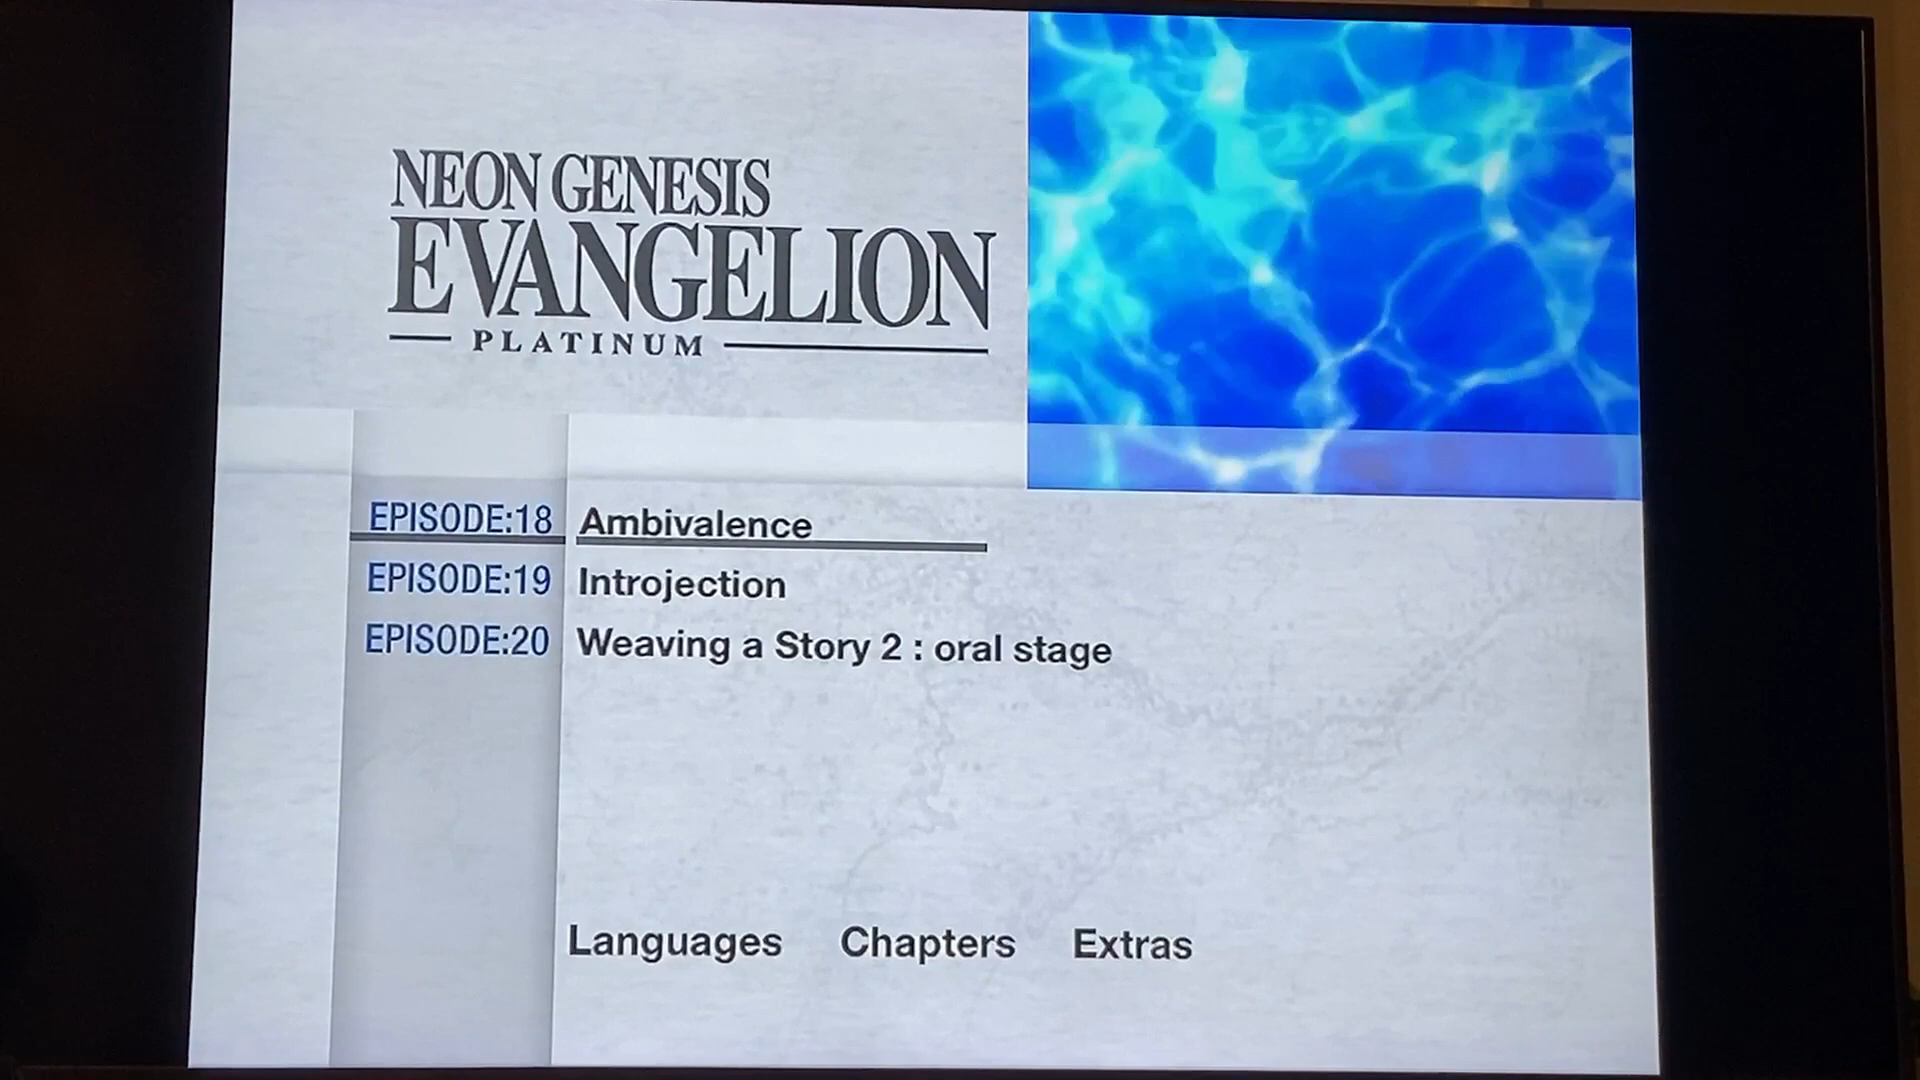 NEON GENESIS
EVANGELION
PLATINUM
EPISODE:18 Ambivalence
EPISODE:19 Introjection
EPISODE:20 Weaving a Story 2 : oral stage
Languages Chapters Extras